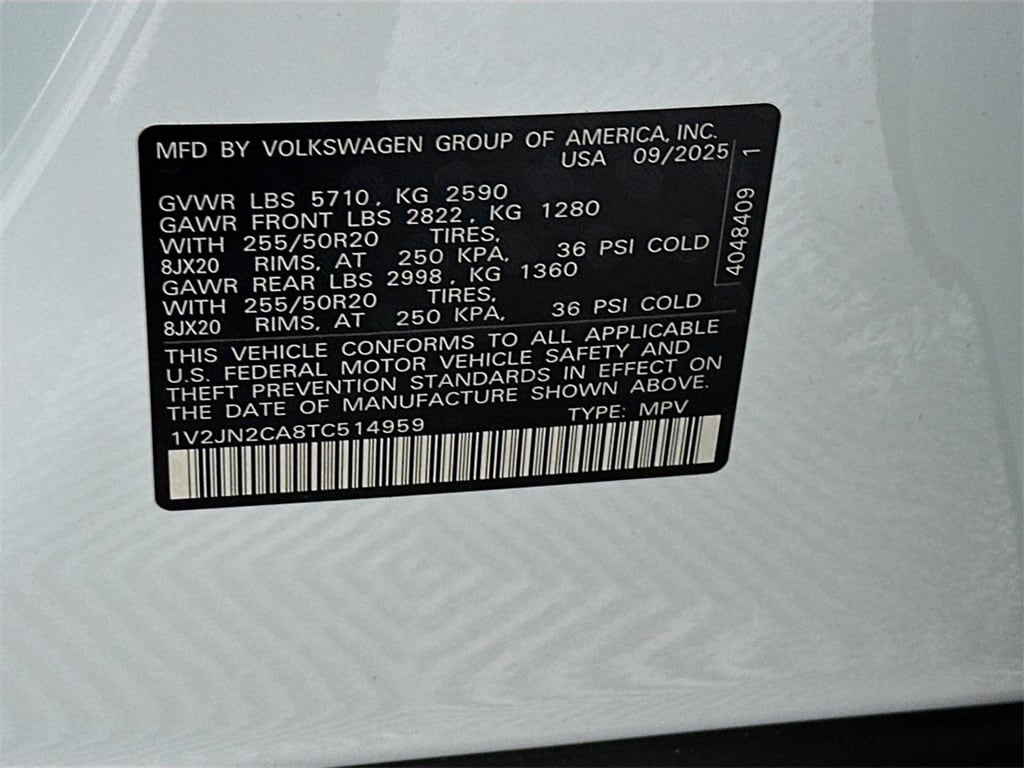 MFD BY VOLKSWAGEN GROUP OF AMERICA, INC.
USA 09/2025
GVWR LBS 5710, KG 2590
GAWR FRONT LBS 2822, KG 1280
WITH 255/50R20 TIRES,
8JX20 RIMS, AT 250 KPA, 36 PSI COLD
GAWR REAR LBS 2998, KG 1360
WITH 255/50R20 TIRES,
8JX20 RIMS, AT 250 KPA, 36 PSI COLD
THIS VEHICLE CONFORMS TO ALL APPLICABLE
U.S. FEDERAL MOTOR VEHICLE SAFETY AND
THEFT PREVENTION STANDARDS IN EFFECT ON
THE DATE OF MANUFACTURE SHOWN ABOVE.
1V2JN2CA8TC514959 TYPE: MPV
4048409 1